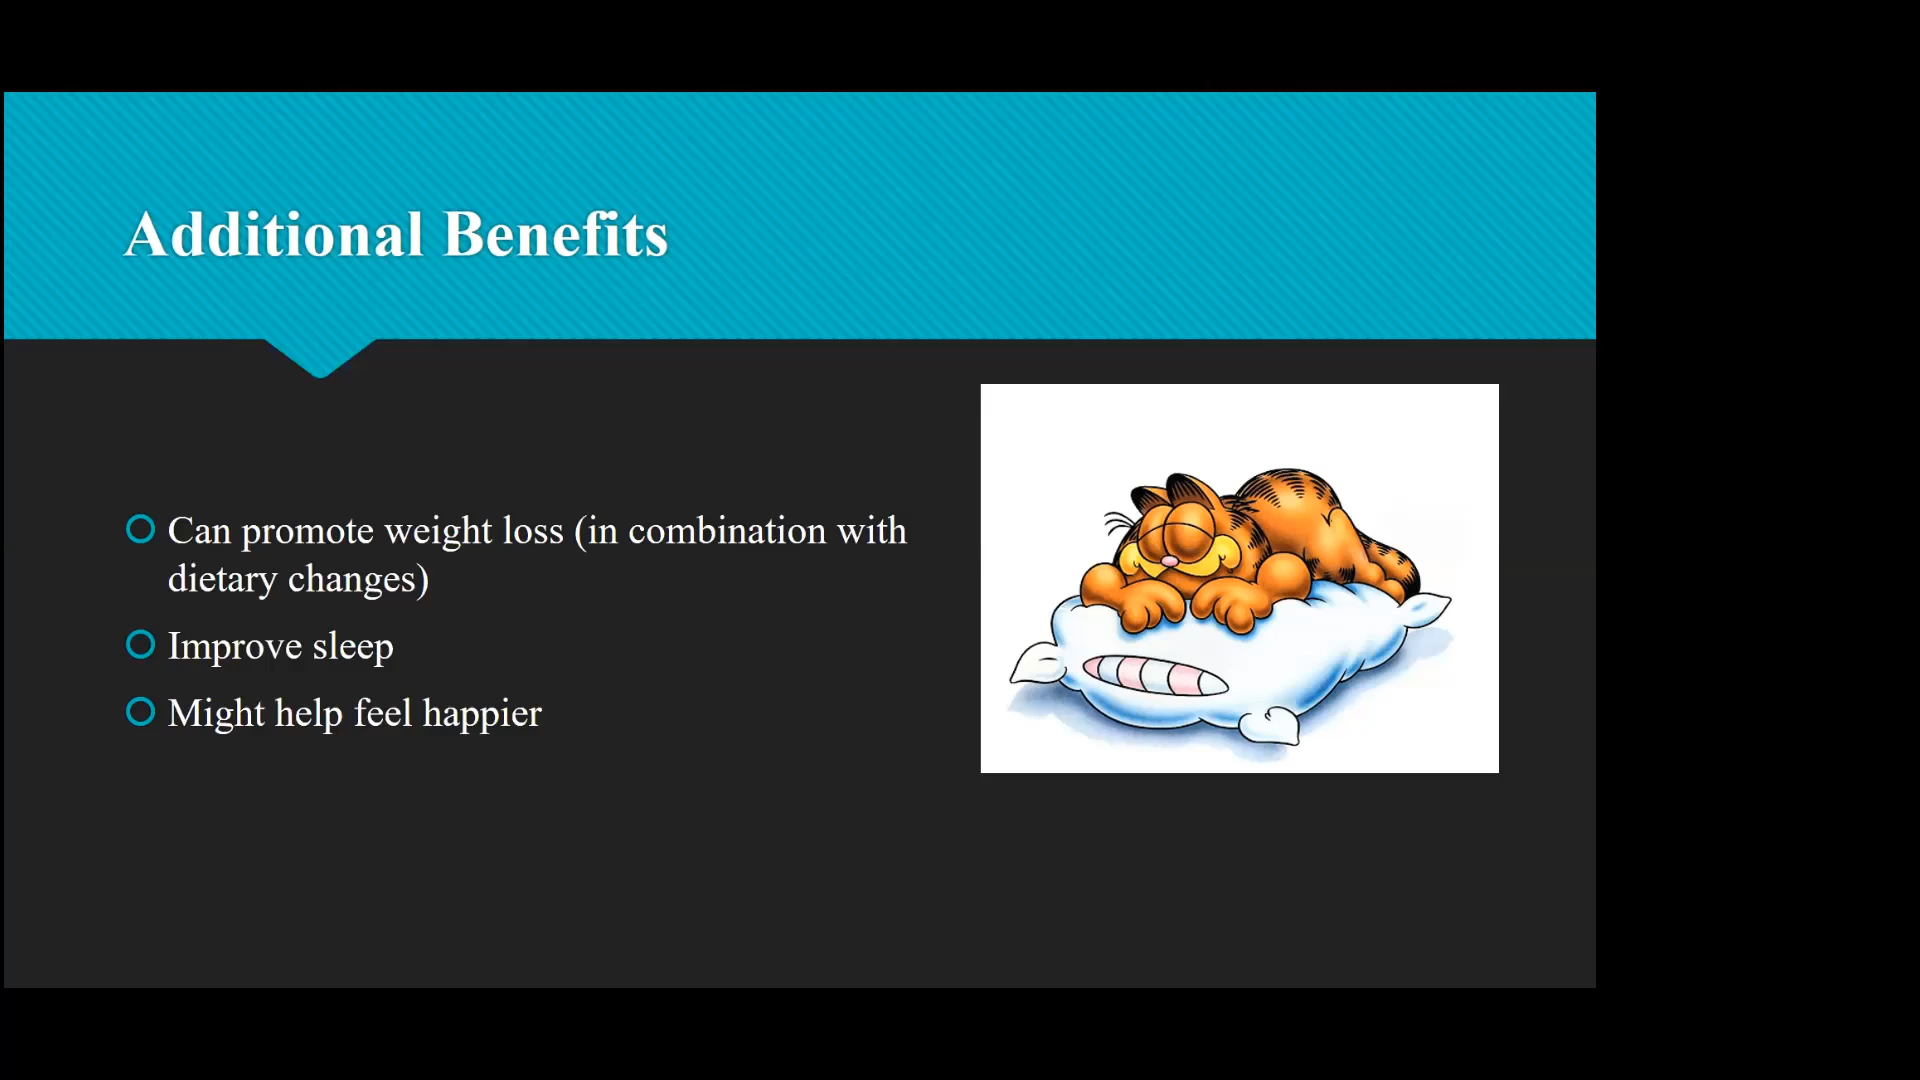 Additional Benefits
Can promote weight loss (in combination with
dietary changes)
Improve sleep
Might help feel happier